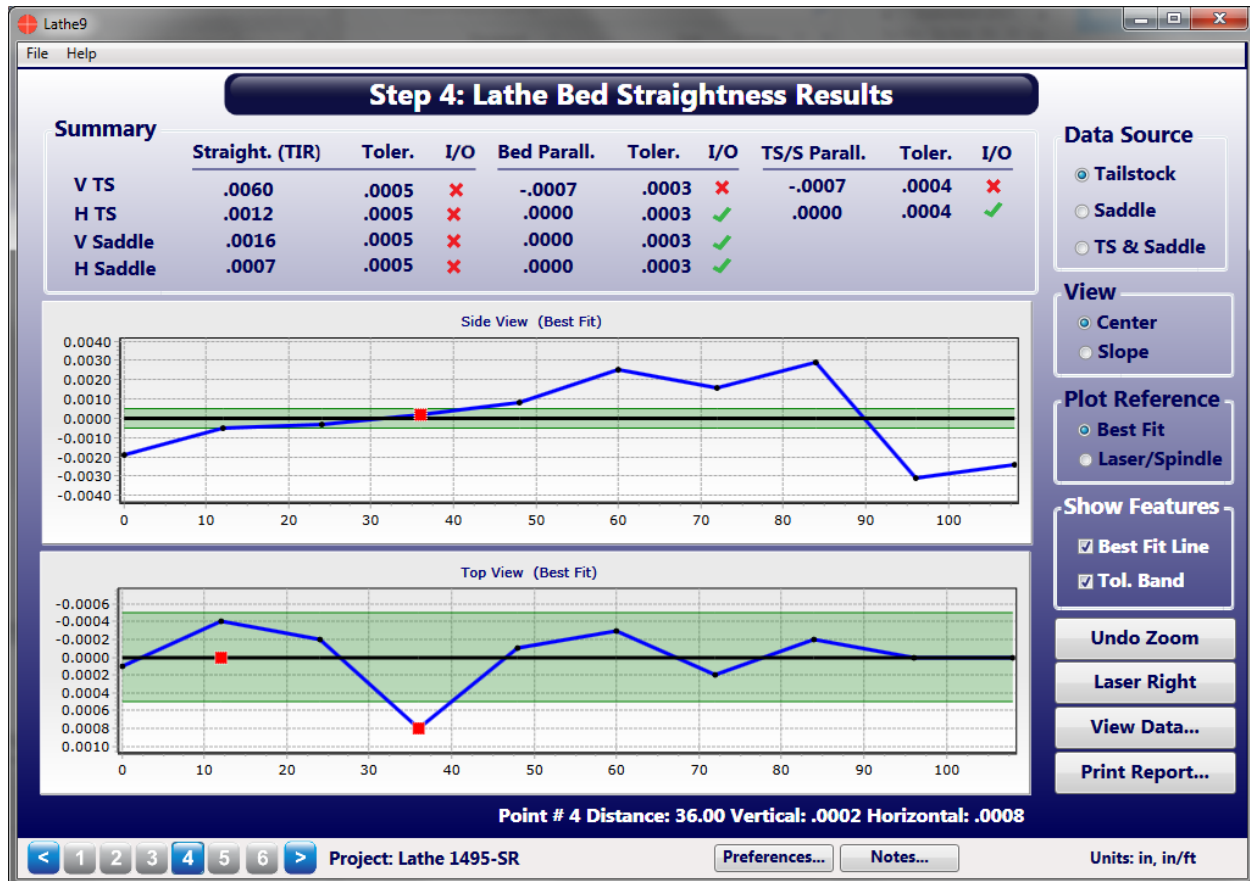 Lathe9
File Help
Step 4: Lathe Bed Straightness Results
Summary
Straight. (TIR) Toler. I/O Bed Parall. Toler. I/O TS/S Parall. Toler. I/O
V TS .0060 .0005 -.0007 .0003 -.0007 .0004
H TS .0012 .0005 .0000 .0003 .0000 .0004
V Saddle .0016 .0005 .0000 .0003
H Saddle .0007 .0005 .0000 .0003
Side View (Best Fit)
0.0040
0.0030
0.0020
0.0010
0.0000
-0.0010
-0.0020
-0.0030
-0.0040
0 10 20 30 40 50 60 70 80 90 100
Top View (Best Fit)
-0.0006
-0.0004
-0.0002
0.0000
0.0002
0.0004
0.0006
0.0008
0.0010
0 10 20 30 40 50 60 70 80 90 100
Point # 4 Distance: 36.00 Vertical: .0002 Horizontal: .0008
Data Source
Tailstock
Saddle
TS & Saddle
View
Center
Slope
Plot Reference
Best Fit
Laser/Spindle
Show Features
Best Fit Line
Tol. Band
Undo Zoom
Laser Right
View Data...
Print Report...
< 1 2 3 4 5 6 > Project: Lathe 1495-SR Preferences... Notes... Units: in, in/ft